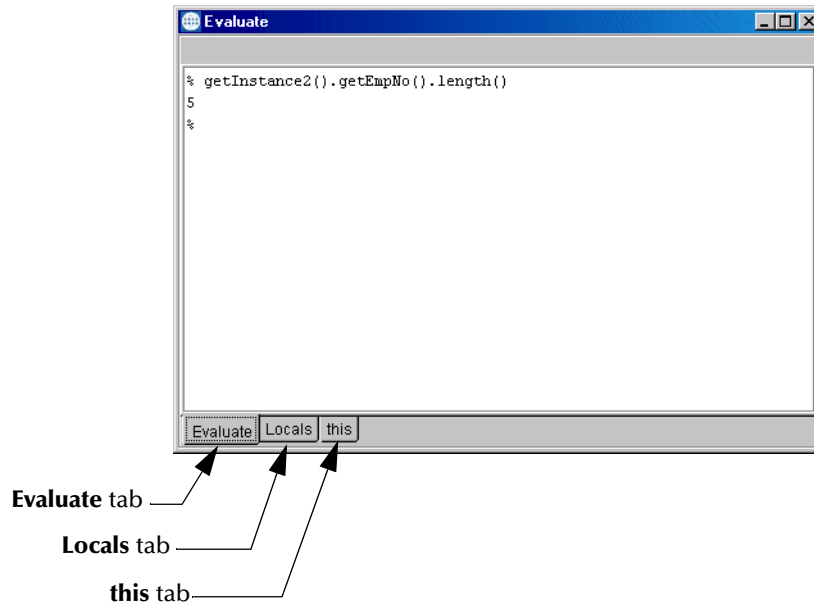 Evaluate
% getInstance2().getEmpNo().length()
5
%
Evaluate Locals this
Evaluate tab
Locals tab
this tab